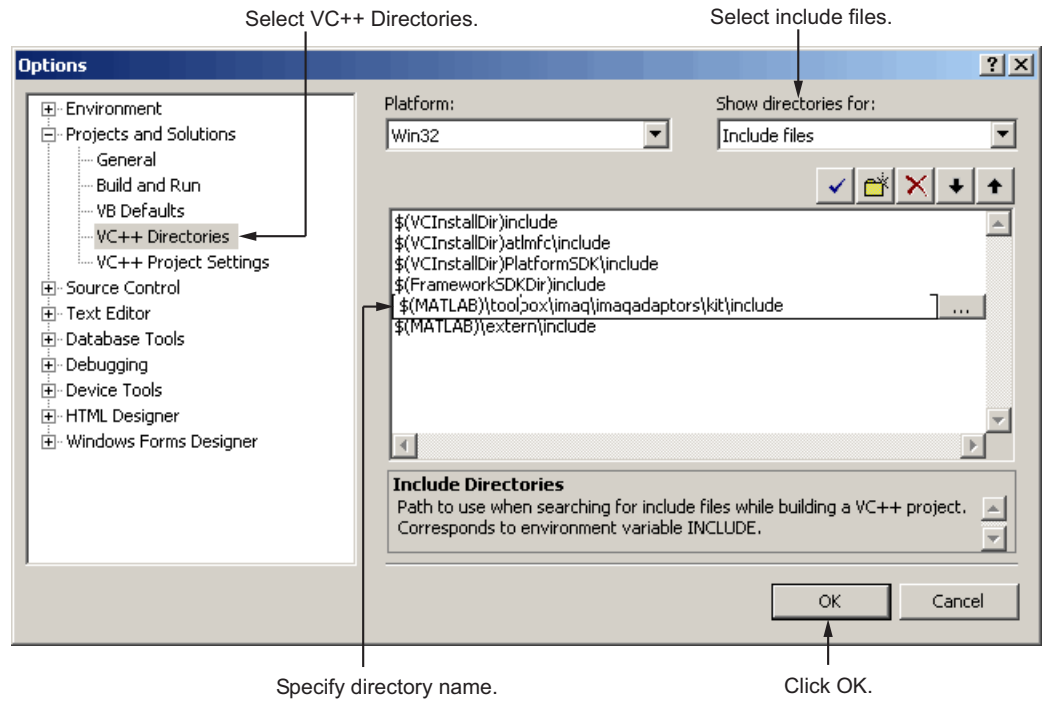 Select VC++ Directories.
Select include files.
Options
Environment
Projects and Solutions
General
Build and Run
VB Defaults
VC++ Directories
VC++ Project Settings
Source Control
Text Editor
Database Tools
Debugging
Device Tools
HTML Designer
Windows Forms Designer
Platform:
Win32
Show directories for:
Include files
$(VCInstallDir)include
$(VCInstallDir)atlmfc\include
$(VCInstallDir)PlatformSDK\include
$(FrameworkSDKDir)include
$(MATLAB)\toolbox\imaq\imaqadaptors\kit\include
...
$(MATLAB)\extern\include
Include Directories
Path to use when searching for include files while building a VC++ project.
Corresponds to environment variable INCLUDE.
OK
Cancel
Specify directory name.
Click OK.